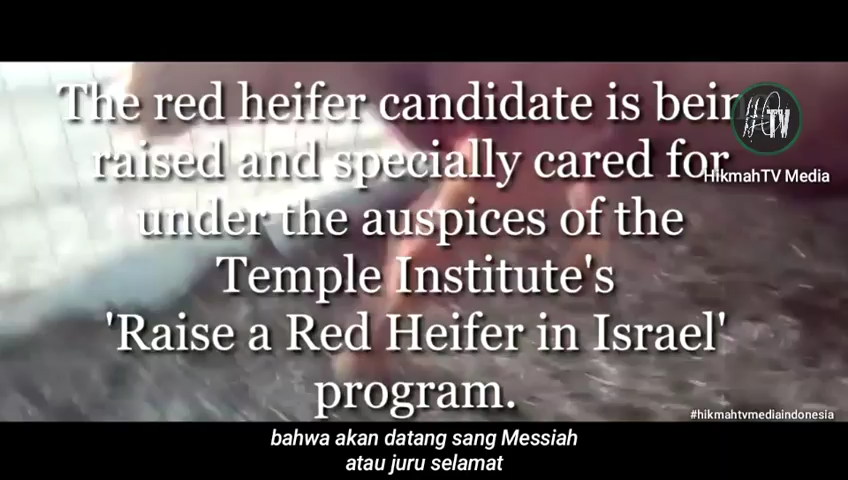 The red heifer candidate is bein
raised and specially cared for
under the auspices of the
Temple Institute's
'Raise a Red Heifer in Israel'
program.
TV
HikmahTV Media
#hikmahtvmediaindonesia
bahwa akan datang sang Messiah
atau juru selamat